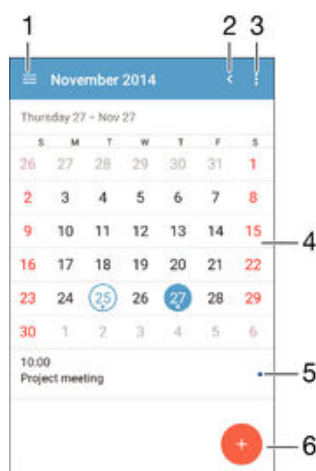 1 2 3
November 2014
Thursday 27 – Nov 27
S M T W T F S
26 27 28 29 30 31 1
2 3 4 5 6 7 8
9 10 11 12 13 14 15
4
16 17 18 19 20 21 22
23 24 25 26 27 28 29
30 1 2 3 4 5 6
10:00
Project meeting
5
+
6